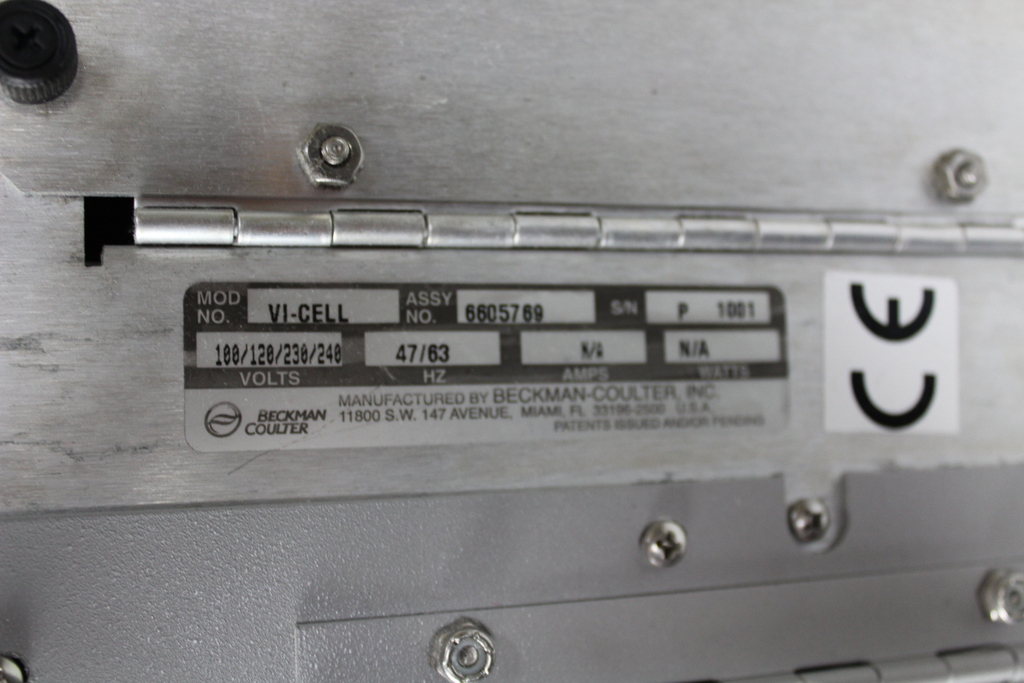 MOD NO. VI-CELL ASSY NO. 6605769 S/N P 1001
100/120/230/240 47/63 N/A N/A
VOLTS HZ AMPS WATTS
BECKMAN COULTER
MANUFACTURED BY BECKMAN-COULTER, INC.
11800 S.W. 147 AVENUE, MIAMI, FL 33196-2500 U.S.A.
PATENTS ISSUED AND/OR PENDING
CE